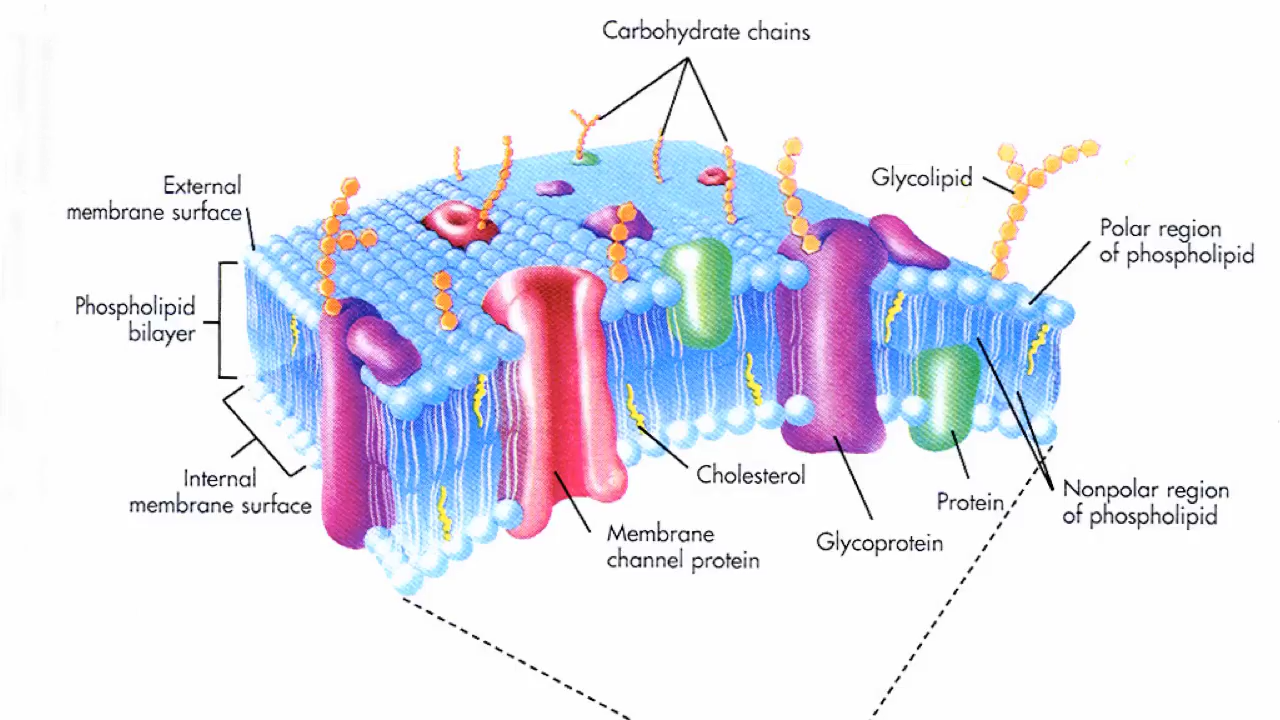 Carbohydrate chains
External
membrane surface
Glycolipid
Polar region
of phospholipid
Phospholipid
bilayer
Internal
membrane surface
Cholesterol
Membrane
channel protein
Glycoprotein
Protein
Nonpolar region
of phospholipid